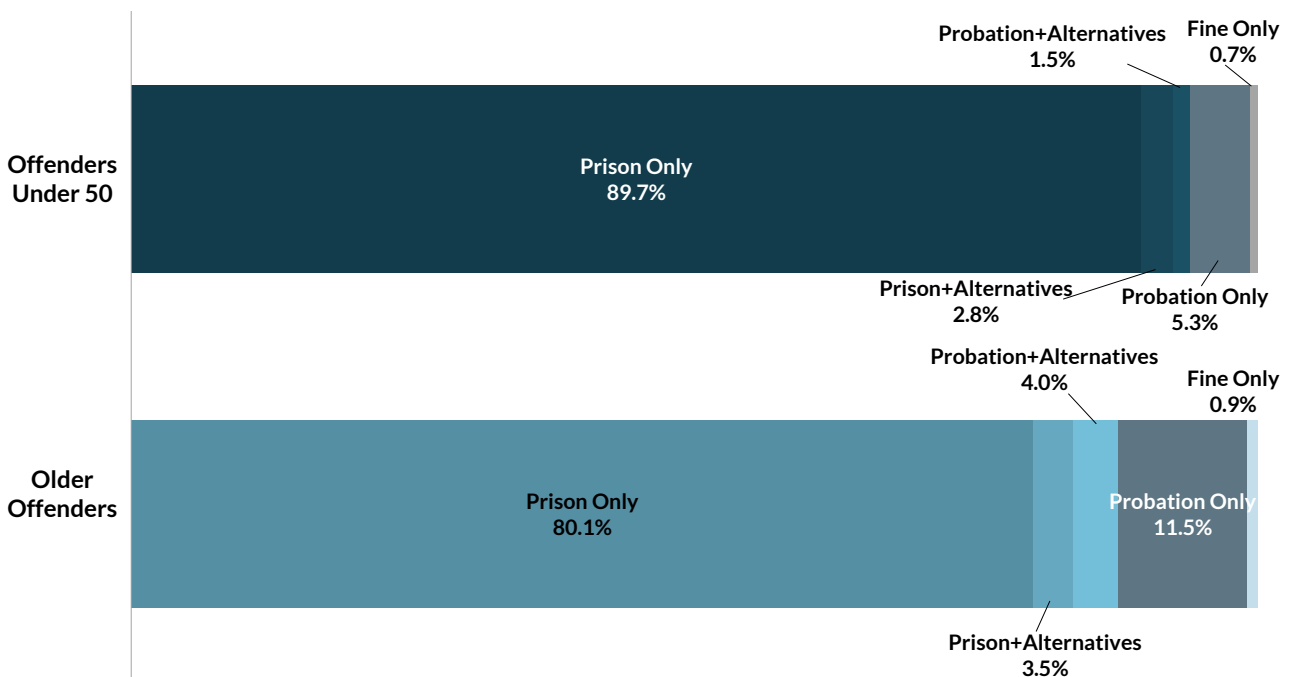 Probation+Alternatives
1.5%
Fine Only
0.7%
Offenders
Under 50
Prison Only
89.7%
Prison+Alternatives
2.8%
Probation Only
5.3%
Probation+Alternatives
4.0%
Fine Only
0.9%
Older
Offenders
Prison Only
80.1%
Probation Only
11.5%
Prison+Alternatives
3.5%